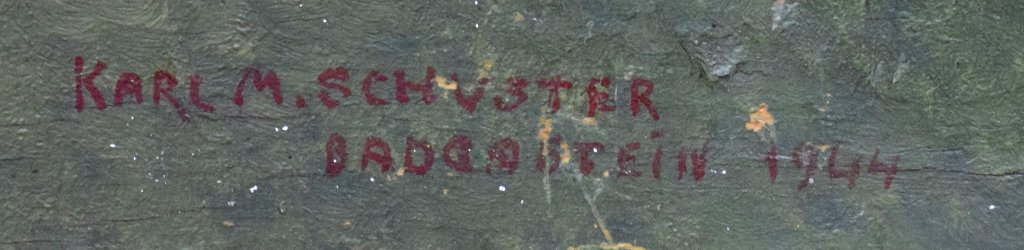 KARL M. SCHUSTER
BADGASTEIN 1944